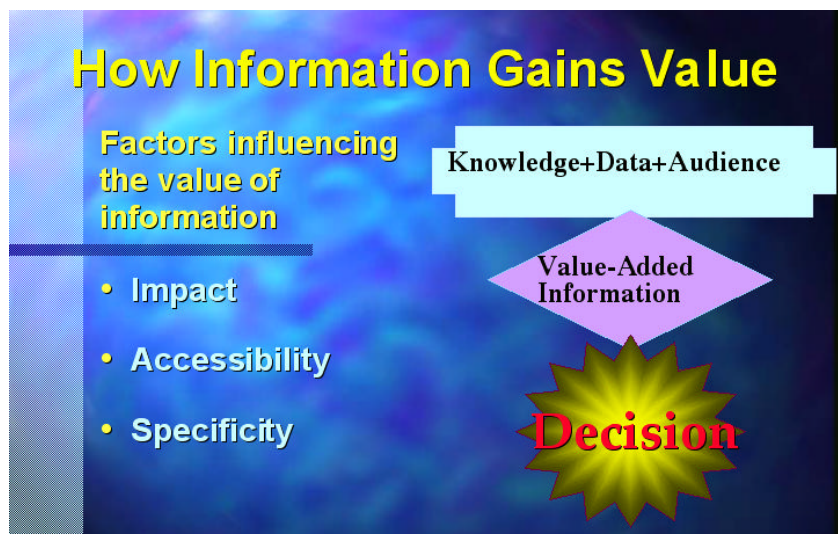 How Information Gains Value
Factors influencing
the value of
information
• Impact
• Accessibility
• Specificity
Knowledge+Data+Audience
Value-Added
Information
Decision